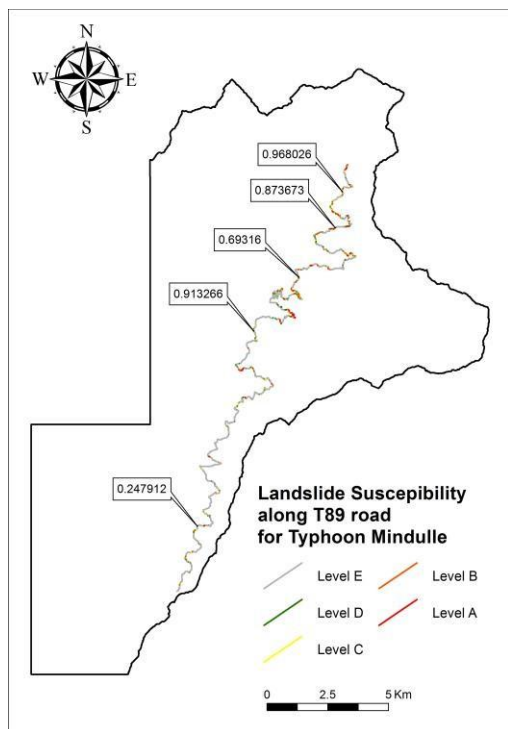 N
W E
S
0.968026
0.873673
0.69316
0.913266
0.247912
Landslide Suscepibility
along T89 road
for Typhoon Mindulle
Level E
Level B
Level D
Level A
Level C
0 2.5 5 Km